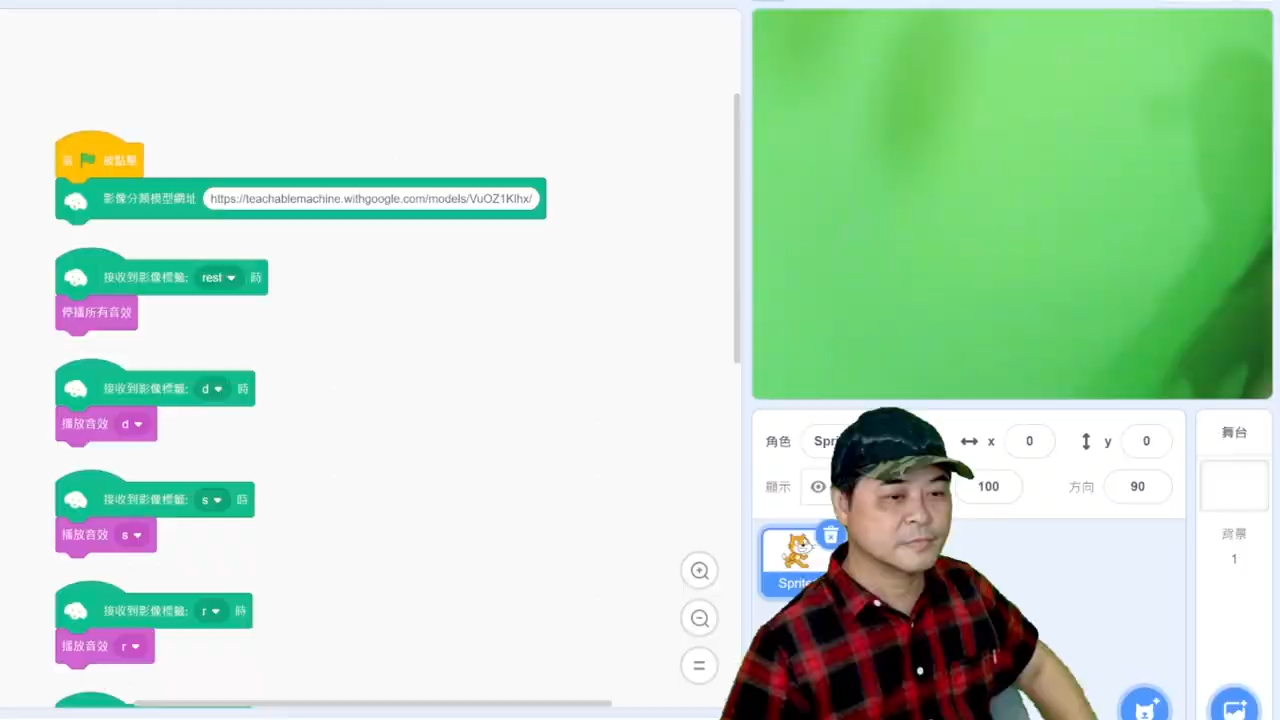 當 被點擊
影像分類模型網址 https://teachablemachine.withgoogle.com/models/VuOZ1Klhx/
接收到影像標籤: rest 時
停播所有音效
接收到影像標籤: d 時
播放音效 d
接收到影像標籤: s 時
播放音效 s
接收到影像標籤: r 時
播放音效 r
角色 Spri x 0 y 0
顯示 100 方向 90
Sprite
舞台
背景
1